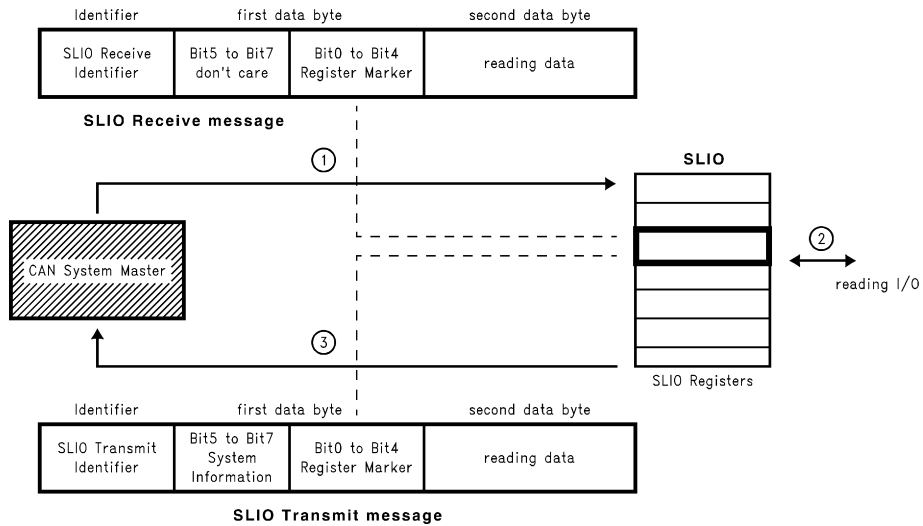 Identifier first data byte second data byte
SLIO Receive Identifier
Bit5 to Bit7 don't care
Bit0 to Bit4 Register Marker
reading data
SLIO Receive message
1
SLIO
2
CAN System Master
reading I/O
3
SLIO Registers
Identifier first data byte second data byte
SLIO Transmit Identifier
Bit5 to Bit7 System Information
Bit0 to Bit4 Register Marker
reading data
SLIO Transmit message